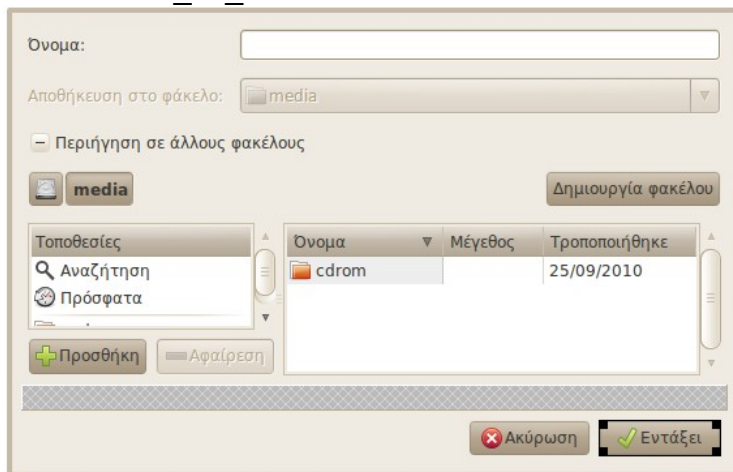 Όνομα:
Αποθήκευση στο φάκελο: media
Περιήγηση σε άλλους φακέλους
media Δημιουργία φακέλου
Τοποθεσίες Όνομα Μέγεθος Τροποποιήθηκε
Αναζήτηση cdrom 25/09/2010
Πρόσφατα
Προσθήκη Αφαίρεση
Ακύρωση Εντάξει